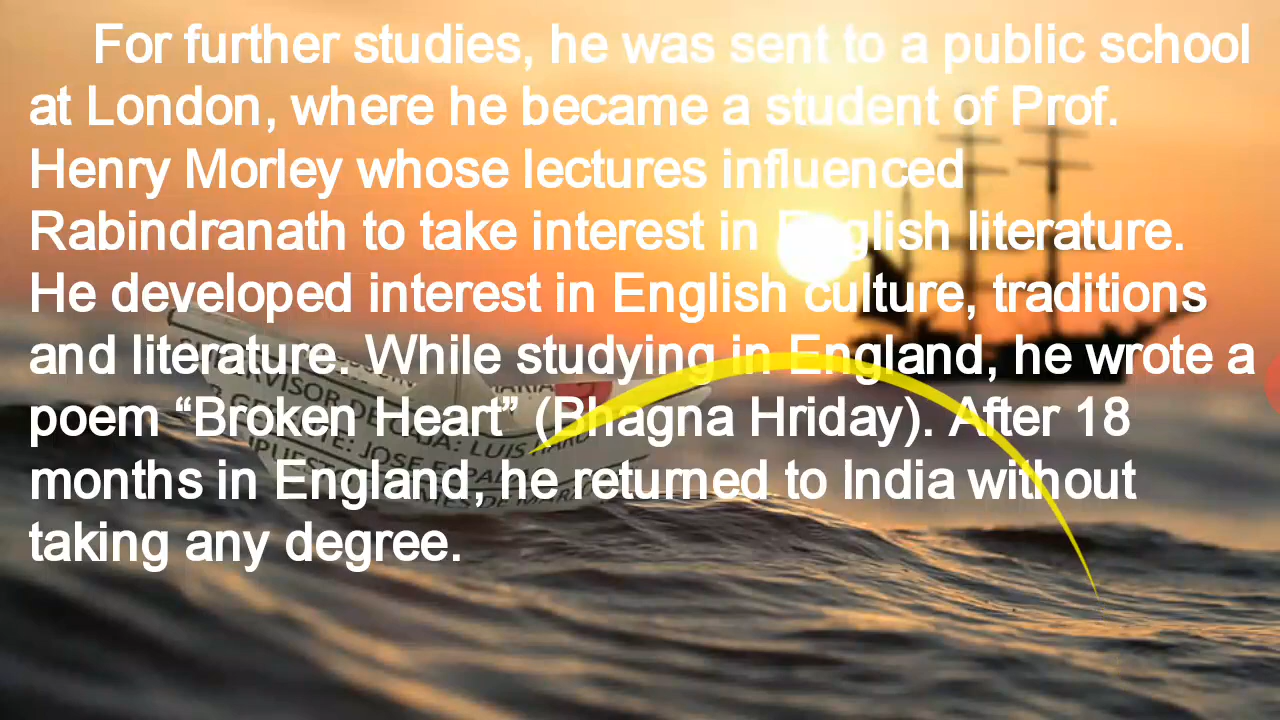 For further studies, he was sent to a public school
at London, where he became a student of Prof.
Henry Morley whose lectures influenced
Rabindranath to take interest in English literature.
He developed interest in English culture, traditions
and literature. While studying in England, he wrote a
poem “Broken Heart” (Bhagna Hriday). After 18
months in England, he returned to India without
taking any degree.